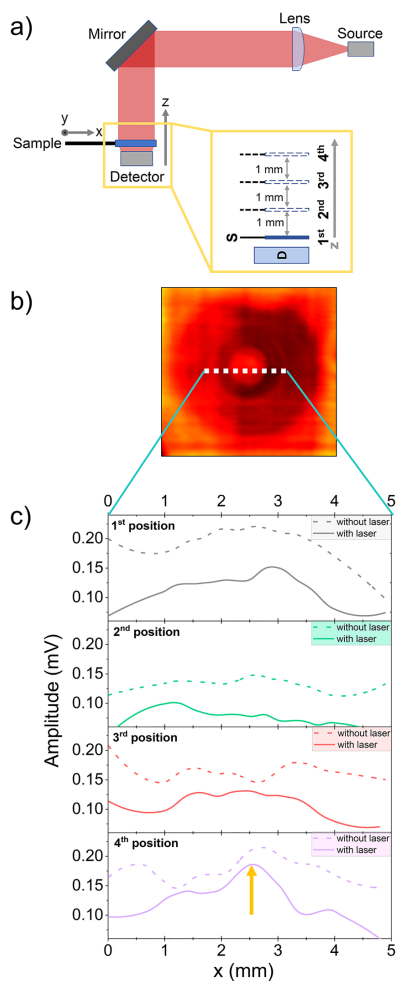 a)
Lens
Source
Mirror
z
y
x
Sample
Detector
4th
1 mm
3rd
1 mm
2nd
1 mm
S
1st
D
z
b)
0 1 2 3 4 5
c)
1st position
without laser
with laser
0.20
0.15
0.10
2nd position
without laser
with laser
0.20
0.15
0.10
3rd position
without laser
with laser
0.20
0.15
0.10
4th position
without laser
with laser
0.20
0.15
0.10
Amplitude (mV)
0 1 2 3 4 5
x (mm)